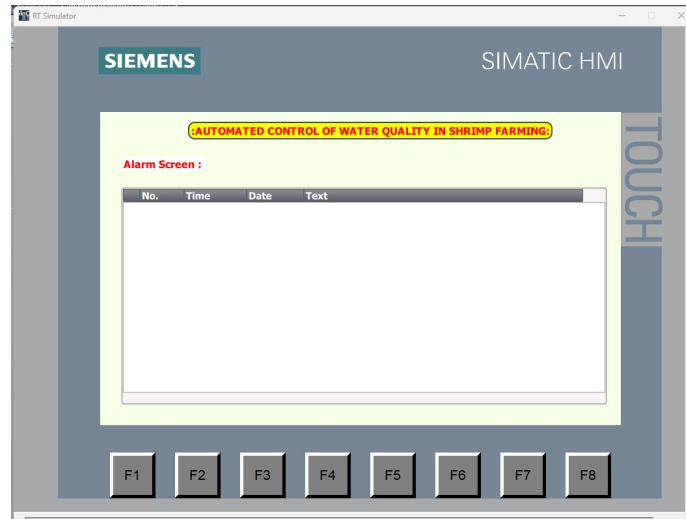 RT Simulator
SIEMENS
SIMATIC HMI
TOUCH
:AUTOMATED CONTROL OF WATER QUALITY IN SHRIMP FARMING:
Alarm Screen :
No. Time Date Text
F1 F2 F3 F4 F5 F6 F7 F8